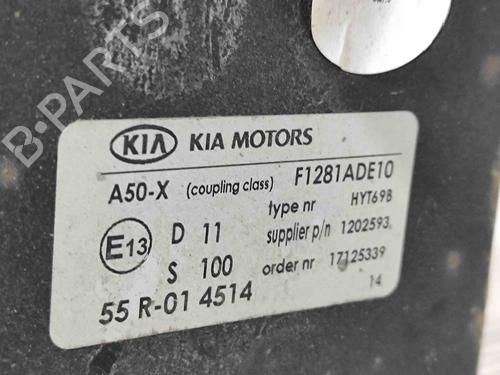 B-PARTS
KIA KIA MOTORS
A50-X (coupling class) F1281ADE10
type nr HYT69B
E13 D 11 supplier p/n 1202593
S 100 order nr 17125339
55 R-01 4514 14